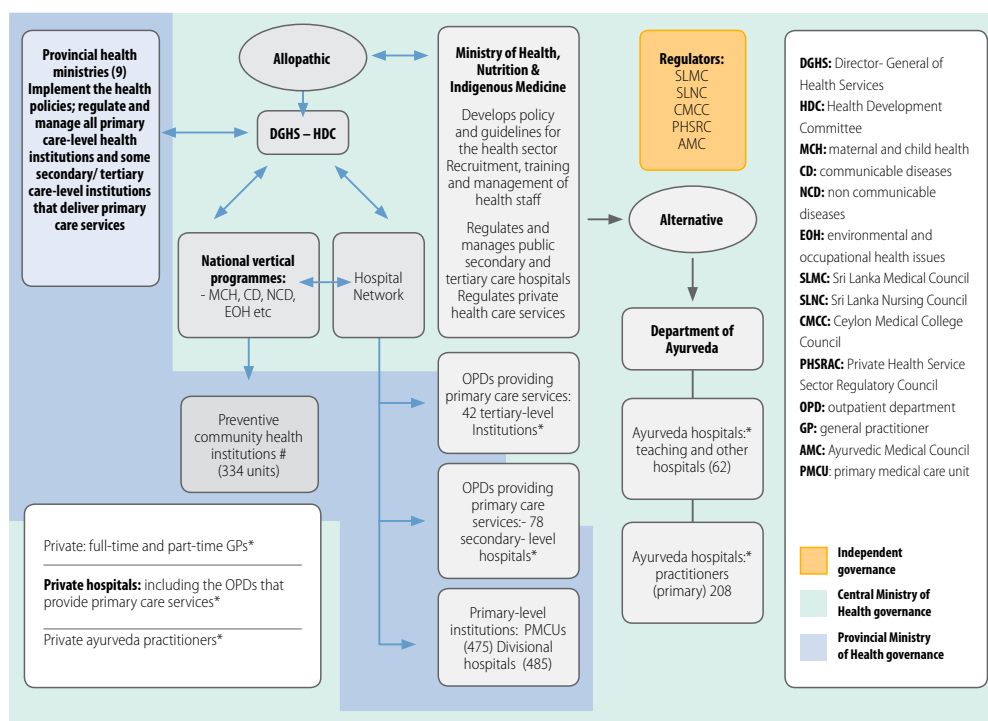 Provincial health
ministries (9)
Implement the health
policies; regulate and
manage all primary
care-level health
institutions and some
secondary/ tertiary
care-level institutions
that deliver primary
care services
Allopathic
DGHS – HDC
National vertical
programmes:
- MCH, CD, NCD,
EOH etc
Hospital
Network
Preventive
community health
institutions #
(334 units)
Private: full-time and part-time GPs*
Private hospitals: including the OPDs that
provide primary care services*
Private ayurveda practitioners*
Ministry of Health,
Nutrition &
Indigenous Medicine
Develops policy
and guidelines for
the health sector
Recruitment, training
and management of
health staff
Regulates and
manages public
secondary and
tertiary care hospitals
Regulates private
health care services
OPDs providing
primary care services:
42 tertiary-level
Institutions*
OPDs providing
primary care
services:- 78
secondary- level
hospitals*
Primary-level
institutions: PMCUs
(475) Divisional
hospitals (485)
Regulators:
SLMC
SLNC
CMCC
PHSRC
AMC
Alternative
Department of
Ayurveda
Ayurveda hospitals:*
teaching and other
hospitals (62)
Ayurveda hospitals:*
practitioners
(primary) 208
DGHS: Director- General of
Health Services
HDC: Health Development
Committee
MCH: maternal and child health
CD: communicable diseases
NCD: non communicable
diseases
EOH: environmental and
occupational health issues
SLMC: Sri Lanka Medical Council
SLNC: Sri Lanka Nursing Council
CMCC: Ceylon Medical College
Council
PHSRAC: Private Health Service
Sector Regulatory Council
OPD: outpatient department
GP: general practitioner
AMC: Ayurvedic Medical Council
PMCU: primary medical care unit
Independent
governance
Central Ministry of
Health governance
Provincial Ministry
of Health governance